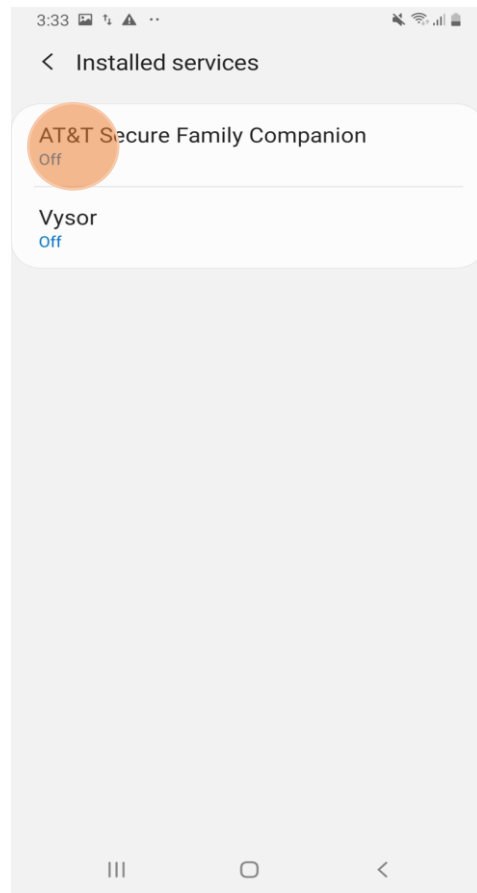 3:33
Installed services
AT&T Secure Family Companion
Off
Vysor
Off